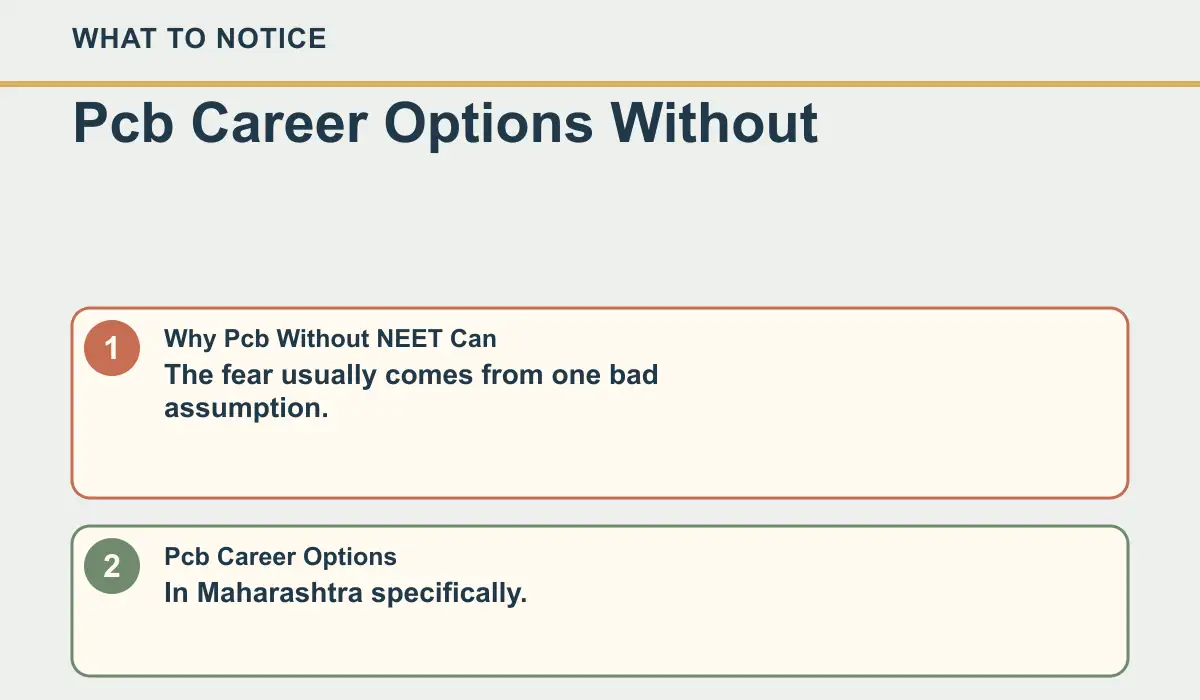 WHAT TO NOTICE
Pcb Career Options Without
1
Why Pcb Without NEET Can
The fear usually comes from one bad
assumption.
2
Pcb Career Options
In Maharashtra specifically.